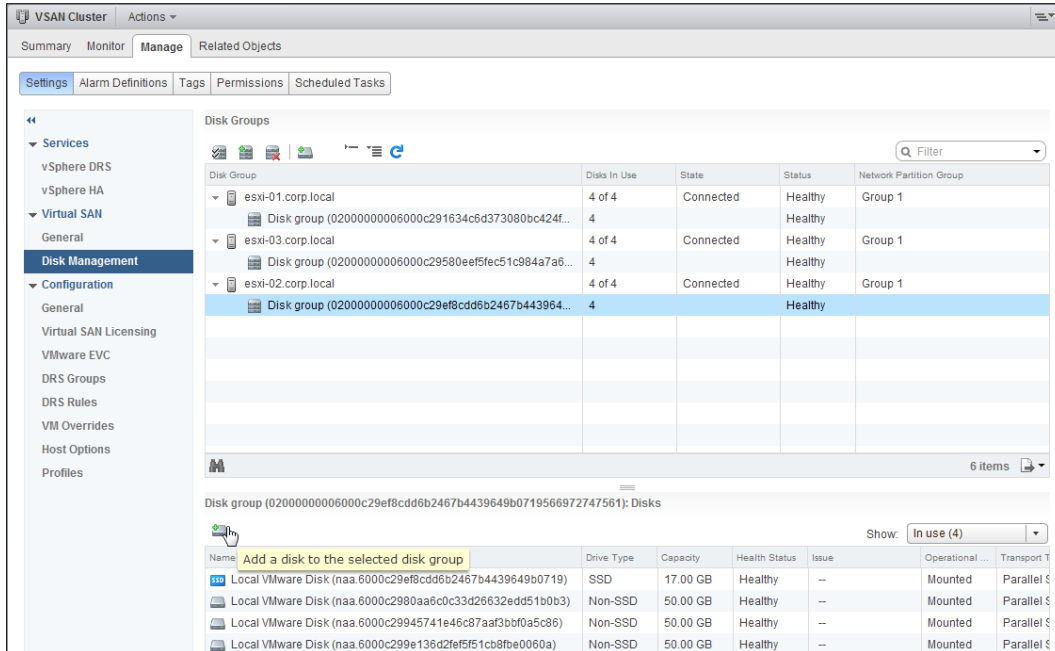 VSAN Cluster Actions
Summary Monitor Manage Related Objects
Settings Alarm Definitions Tags Permissions Scheduled Tasks
Services
vSphere DRS
vSphere HA
Virtual SAN
General
Disk Management
Configuration
General
Virtual SAN Licensing
VMware EVC
DRS Groups
DRS Rules
VM Overrides
Host Options
Profiles
Disk Groups
Filter
Disk Group Disks In Use State Status Network Partition Group
esxi-01.corp.local 4 of 4 Connected Healthy Group 1
Disk group (02000000006000c291634c6d373080bc424f... 4 Healthy
esxi-03.corp.local 4 of 4 Connected Healthy Group 1
Disk group (02000000006000c29580eef5fec51c984a7a6... 4 Healthy
esxi-02.corp.local 4 of 4 Connected Healthy Group 1
Disk group (02000000006000c29ef8cdd6b2467b443964... 4 Healthy
6 items
Disk group (02000000006000c29ef8cdd6b2467b4439649b0719566972747561): Disks
Show: In use (4)
Add a disk to the selected disk group
Name Drive Type Capacity Health Status Issue Operational ... Transport T
SSD Local VMware Disk (naa.6000c29ef8cdd6b2467b4439649b0719) SSD 17.00 GB Healthy -- Mounted Parallel S
Local VMware Disk (naa.6000c2980aa6c0c33d26632edd51b0b3) Non-SSD 50.00 GB Healthy -- Mounted Parallel S
Local VMware Disk (naa.6000c29945741e46c87aaf3bbf0a5c86) Non-SSD 50.00 GB Healthy -- Mounted Parallel S
Local VMware Disk (naa.6000c299e136d2fef5f51cb8fbe0060a) Non-SSD 50.00 GB Healthy -- Mounted Parallel S